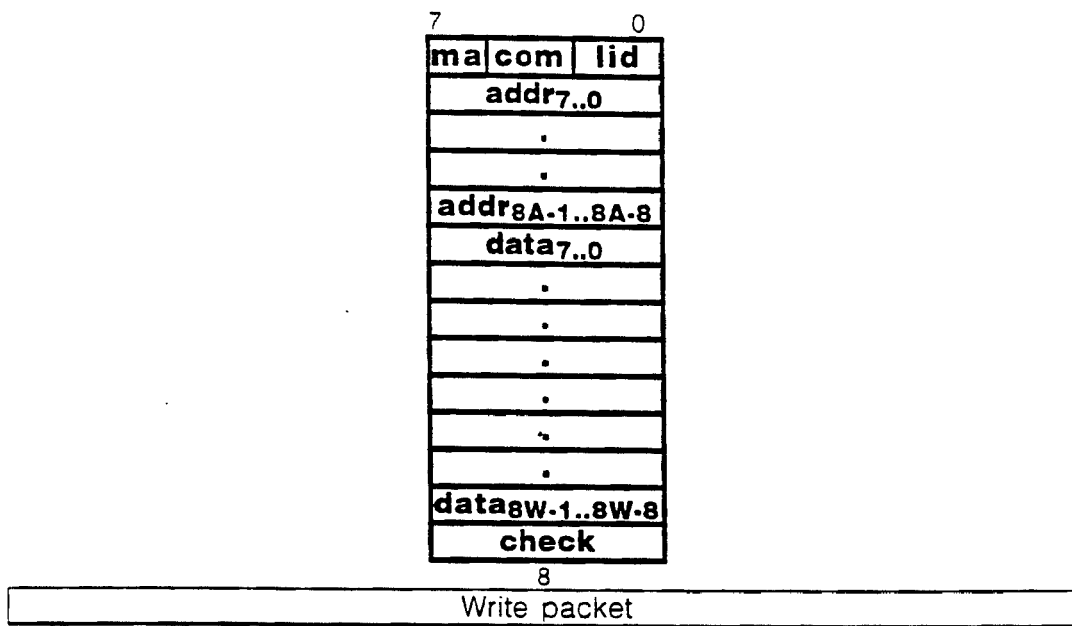 7 0
ma com lid
addr7..0
.
.
addr8A-1..8A-8
data7..0
.
.
.
.
.
.
data8W-1..8W-8
check
8
Write packet